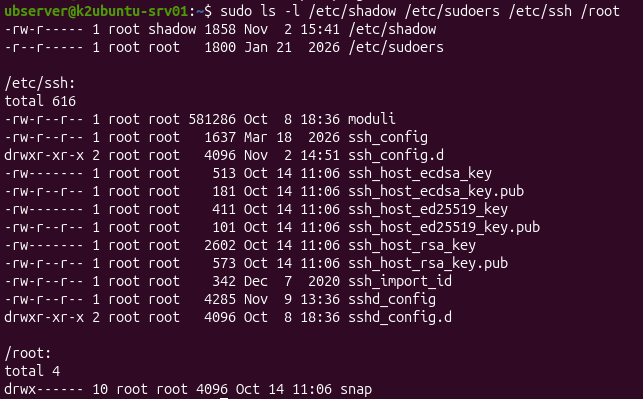 ubserver@k2ubuntu-srv01:~$ sudo ls -l /etc/shadow /etc/sudoers /etc/ssh /root
-rw-r----- 1 root shadow 1858 Nov  2 15:41 /etc/shadow
-r--r----- 1 root root   1800 Jan 21  2026 /etc/sudoers

/etc/ssh:
total 616
-rw-r--r-- 1 root root 581286 Oct  8 18:36 moduli
-rw-r--r-- 1 root root   1637 Mar 18  2026 ssh_config
drwxr-xr-x 2 root root   4096 Nov  2 14:51 ssh_config.d
-rw------- 1 root root    513 Oct 14 11:06 ssh_host_ecdsa_key
-rw-r--r-- 1 root root    181 Oct 14 11:06 ssh_host_ecdsa_key.pub
-rw------- 1 root root    411 Oct 14 11:06 ssh_host_ed25519_key
-rw-r--r-- 1 root root    101 Oct 14 11:06 ssh_host_ed25519_key.pub
-rw------- 1 root root   2602 Oct 14 11:06 ssh_host_rsa_key
-rw-r--r-- 1 root root    573 Oct 14 11:06 ssh_host_rsa_key.pub
-rw-r--r-- 1 root root    342 Dec  7  2020 ssh_import_id
-rw-r--r-- 1 root root   4285 Nov  9 13:36 sshd_config
drwxr-xr-x 2 root root   4096 Oct  8 18:36 sshd_config.d

/root:
total 4
drwx------ 10 root root 4096 Oct 14 11:06 snap